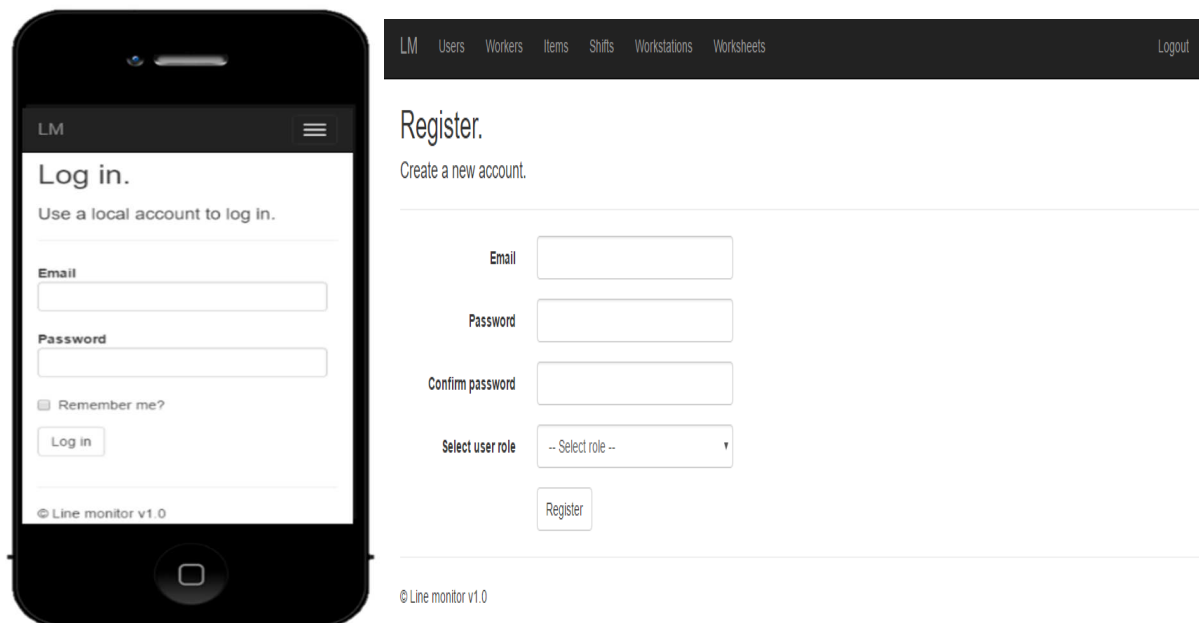 LM
Log in.
Use a local account to log in.
Email
Password
Remember me?
Log in
© Line monitor v1.0
LM Users Workers Items Shifts Workstations Worksheets Logout
Register.
Create a new account.
Email
Password
Confirm password
Select user role -- Select role --
Register
© Line monitor v1.0